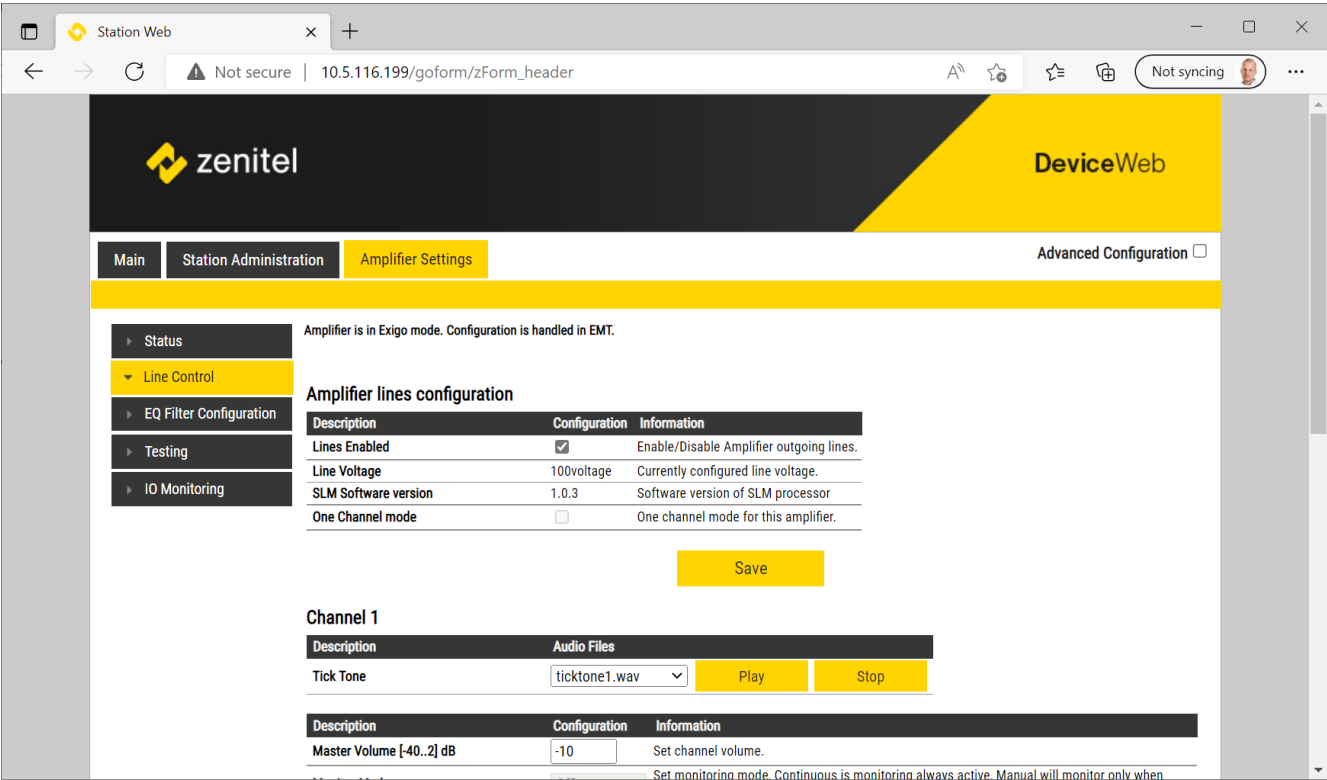 Station Web
Not secure | 10.5.116.199/goform/zForm_header
Not syncing
zenitel
DeviceWeb
Main Station Administration Amplifier Settings
Advanced Configuration
Status
Line Control
EQ Filter Configuration
Testing
IO Monitoring
Amplifier is in Exigo mode. Configuration is handled in EMT.
Amplifier lines configuration
Description Configuration Information
Lines Enabled Enable/Disable Amplifier outgoing lines.
Line Voltage 100voltage Currently configured line voltage.
SLM Software version 1.0.3 Software version of SLM processor
One Channel mode One channel mode for this amplifier.
Save
Channel 1
Description Audio Files
Tick Tone ticktone1.wav Play Stop
Description Configuration Information
Master Volume [-40..2] dB -10 Set channel volume.
Set monitoring mode. Continuous is monitoring always active. Manual will monitor only when